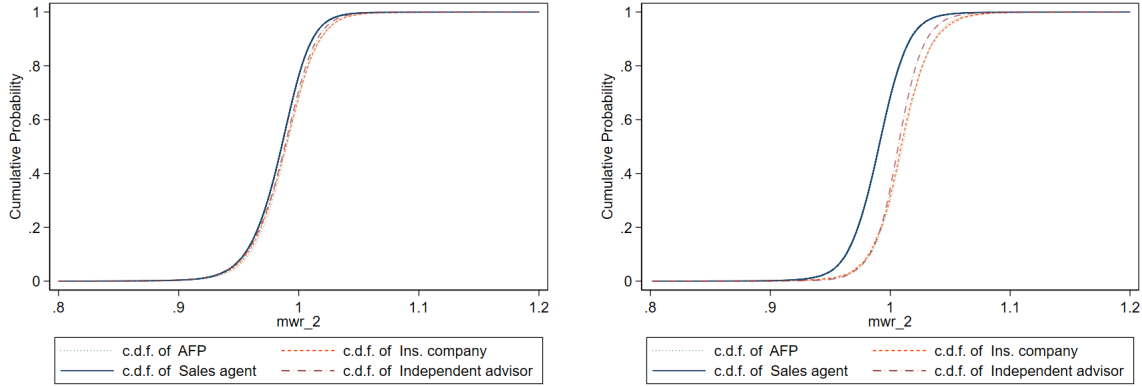 Cumulative Probability
1
.8
.6
.4
.2
0
.8 .9 1 1.1 1.2
mwr_2
c.d.f. of AFP c.d.f. of Ins. company
c.d.f. of Sales agent c.d.f. of Independent advisor
Cumulative Probability
1
.8
.6
.4
.2
0
.8 .9 1 1.1 1.2
mwr_2
c.d.f. of AFP c.d.f. of Ins. company
c.d.f. of Sales agent c.d.f. of Independent advisor